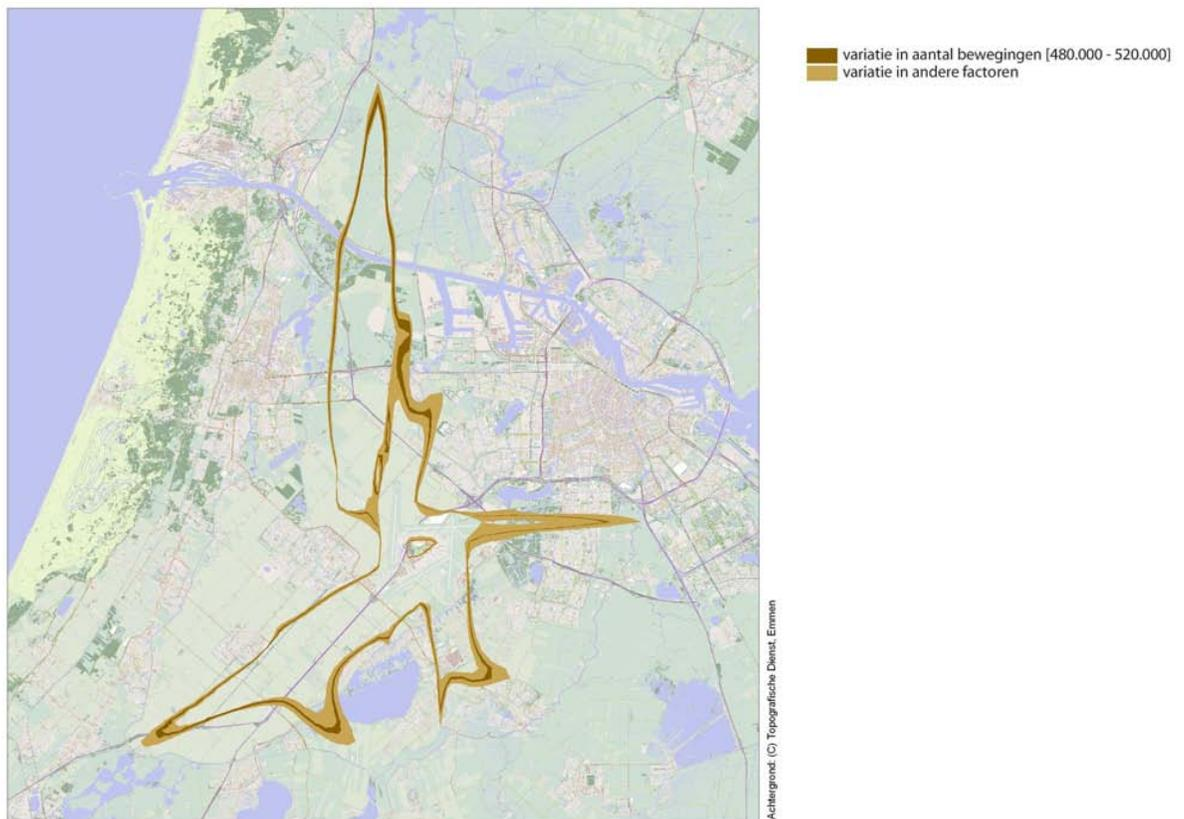 variatie in aantal bewegingen [480.000 - 520.000]
variatie in andere factoren
Achtergrond: (C) Topografische Dienst, Emmen